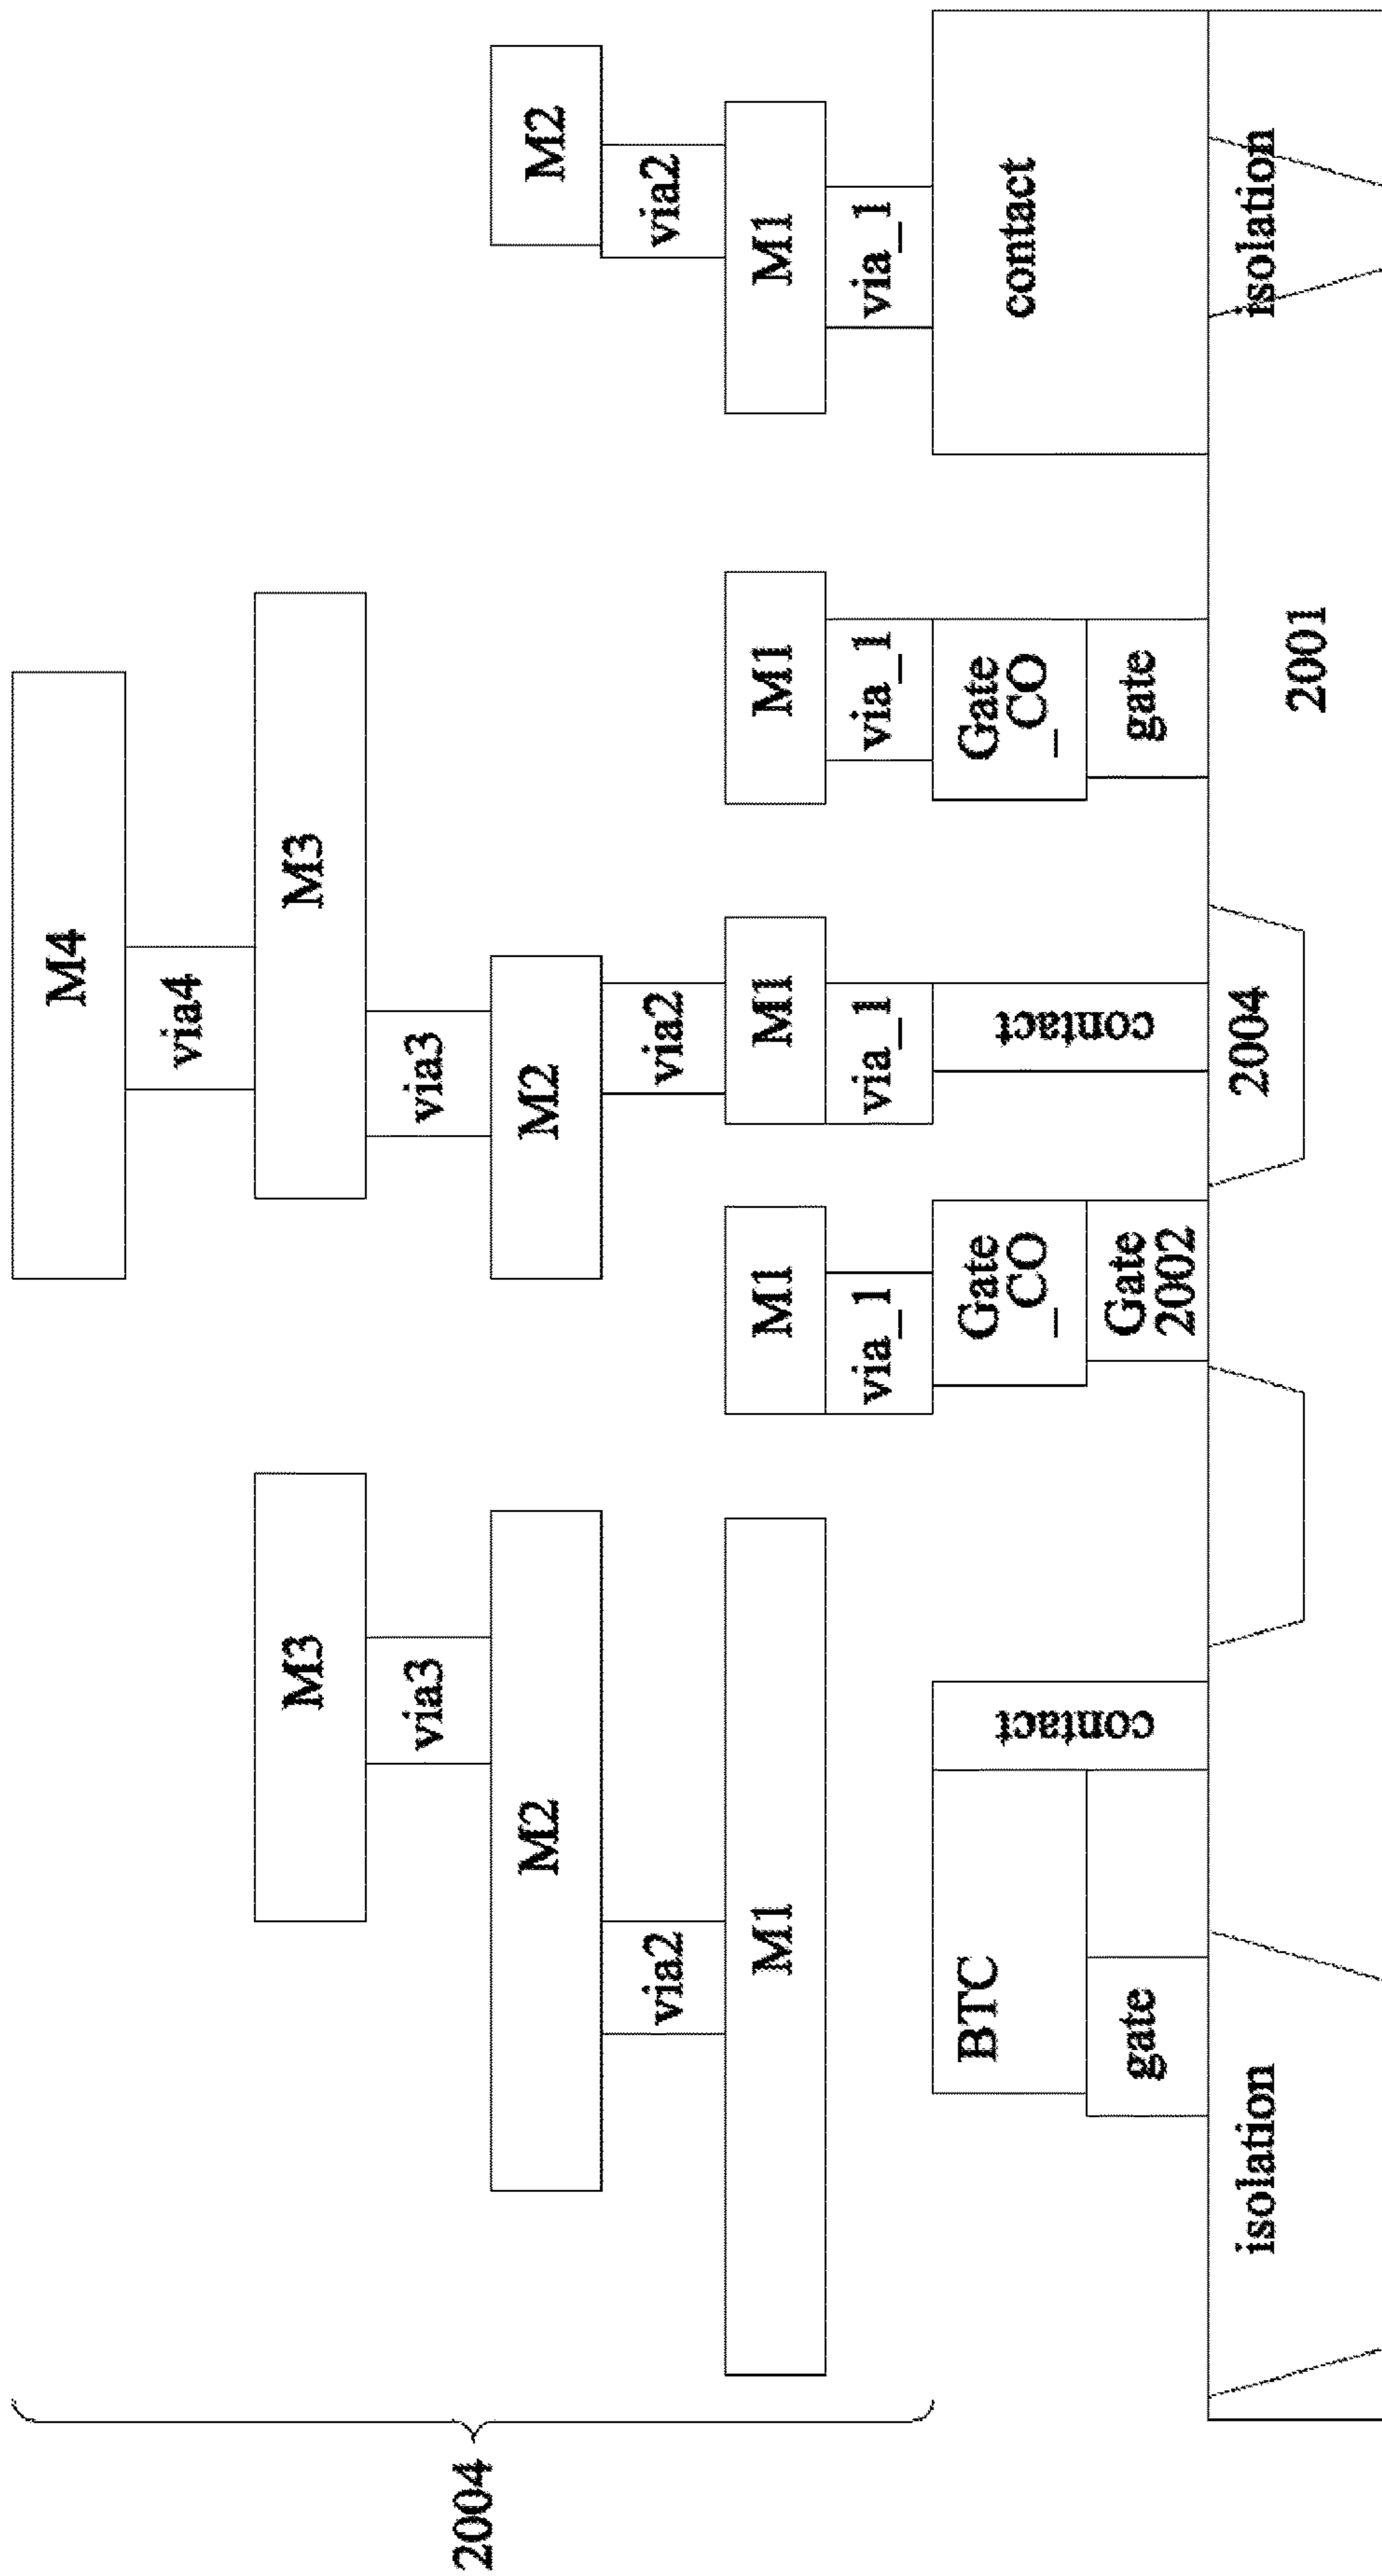 M4
via4
M3
M3
via3
via3
2004
M2
M2
M2
via2
via2
via2
M1
M1
M1
M1
M1
via_1
via_1
via_1
via_1
BTC
contact
Gate
_CO
contact
Gate
_CO
contact
gate
Gate
2002
gate
isolation
2004
2001
isolation